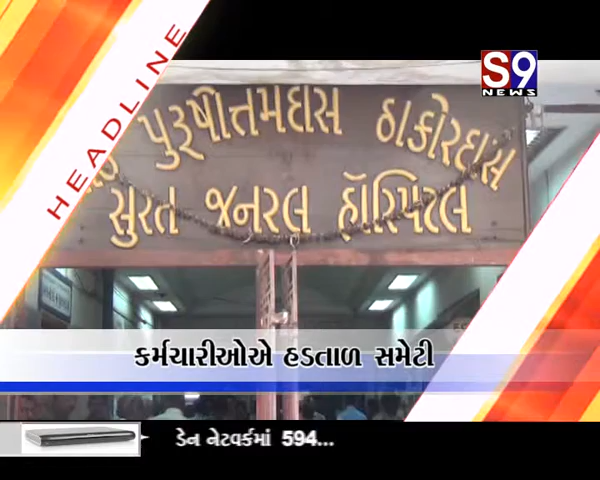 HEADLINE
S9
NEWS
પુરૂષોત્તમદાસ ઠાકોરદાસ
સુરત જનરલ હૉસ્પિટલ
કર્મચારીઓએ હડતાળ સમેટી
ડેન નેટવર્કમાં 594...